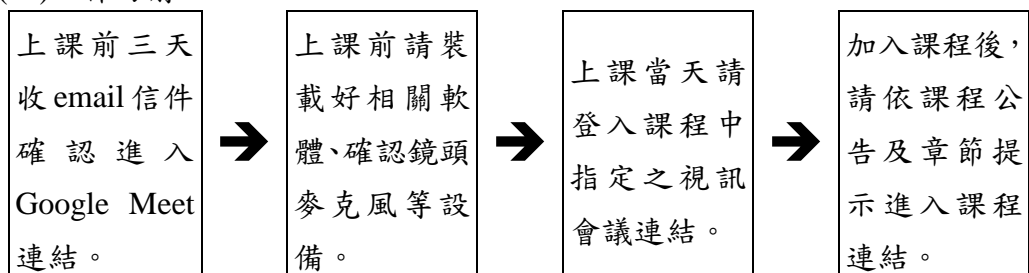 上課前三天
收 email 信件
確認進入
Google Meet
連結。
上課前請裝
載好相關軟
體、確認鏡頭
麥克風等設
備。
上課當天請
登入課程中
指定之視訊
會議連結。
加入課程後，
請依課程公
告及章節提
示進入課程
連結。